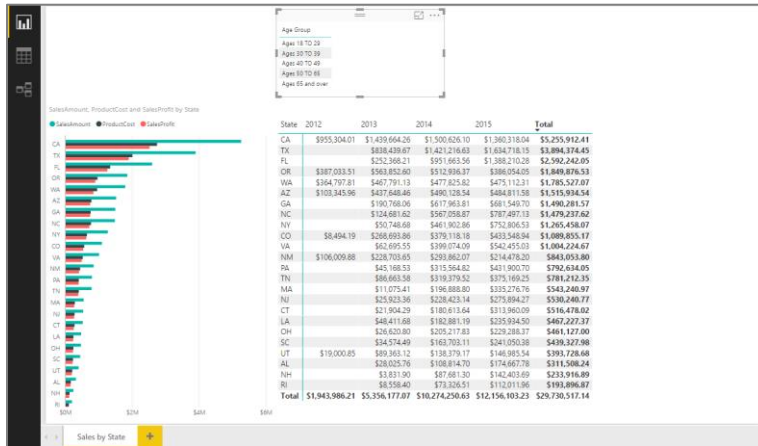 Age Group
Ages 18 TO 29
Ages 30 TO 39
Ages 40 TO 49
Ages 50 TO 65
Ages 65 and over
SalesAmount, ProductCost and SalesProfit by State
SalesAmount ProductCost SalesProfit
CA
TX
FL
OR
WA
AZ
GA
NC
NY
CO
VA
NM
PA
TN
MA
NJ
CT
LA
OH
SC
UT
AL
NH
RI
$0M $2M $4M $6M
State 2012 2013 2014 2015 Total
CA $955,304.01 $1,439,664.26 $1,500,626.10 $1,360,318.04 $5,255,912.41
TX $838,439.67 $1,421,216.63 $1,634,718.15 $3,894,374.45
FL $252,368.21 $951,663.56 $1,388,210.28 $2,592,242.05
OR $387,033.51 $563,852.60 $512,936.37 $386,054.05 $1,849,876.53
WA $364,797.81 $467,791.13 $477,825.82 $475,112.31 $1,785,527.07
AZ $103,345.96 $437,648.46 $490,128.54 $484,811.58 $1,515,934.54
GA $190,768.06 $617,963.81 $681,549.70 $1,490,281.57
NC $124,681.62 $567,058.87 $787,497.13 $1,479,237.62
NY $50,748.68 $461,902.86 $752,806.53 $1,265,458.07
CO $8,494.19 $268,693.86 $379,118.18 $433,548.94 $1,089,855.17
VA $62,695.55 $399,074.09 $542,455.03 $1,004,224.67
NM $106,009.88 $228,703.65 $293,862.07 $214,478.20 $843,053.80
PA $45,168.53 $315,564.82 $431,900.70 $792,634.05
TN $86,663.58 $319,379.52 $375,169.25 $781,212.35
MA $11,075.41 $196,888.80 $335,276.76 $543,240.97
NJ $25,923.36 $228,423.14 $275,894.27 $530,240.77
CT $21,904.29 $180,613.64 $313,960.09 $516,478.02
LA $48,411.68 $182,881.19 $235,934.50 $467,227.37
OH $26,620.80 $205,217.83 $229,288.37 $461,127.00
SC $34,574.49 $163,703.11 $241,050.38 $439,327.98
UT $19,000.85 $89,363.12 $138,379.17 $146,985.54 $393,728.68
AL $28,025.76 $108,814.70 $174,667.78 $311,508.24
NH $3,831.90 $87,681.30 $142,403.69 $233,916.89
RI $8,558.40 $73,326.51 $112,011.96 $193,896.87
Total $1,943,986.21 $5,356,177.07 $10,274,250.63 $12,156,103.23 $29,730,517.14
Sales by State